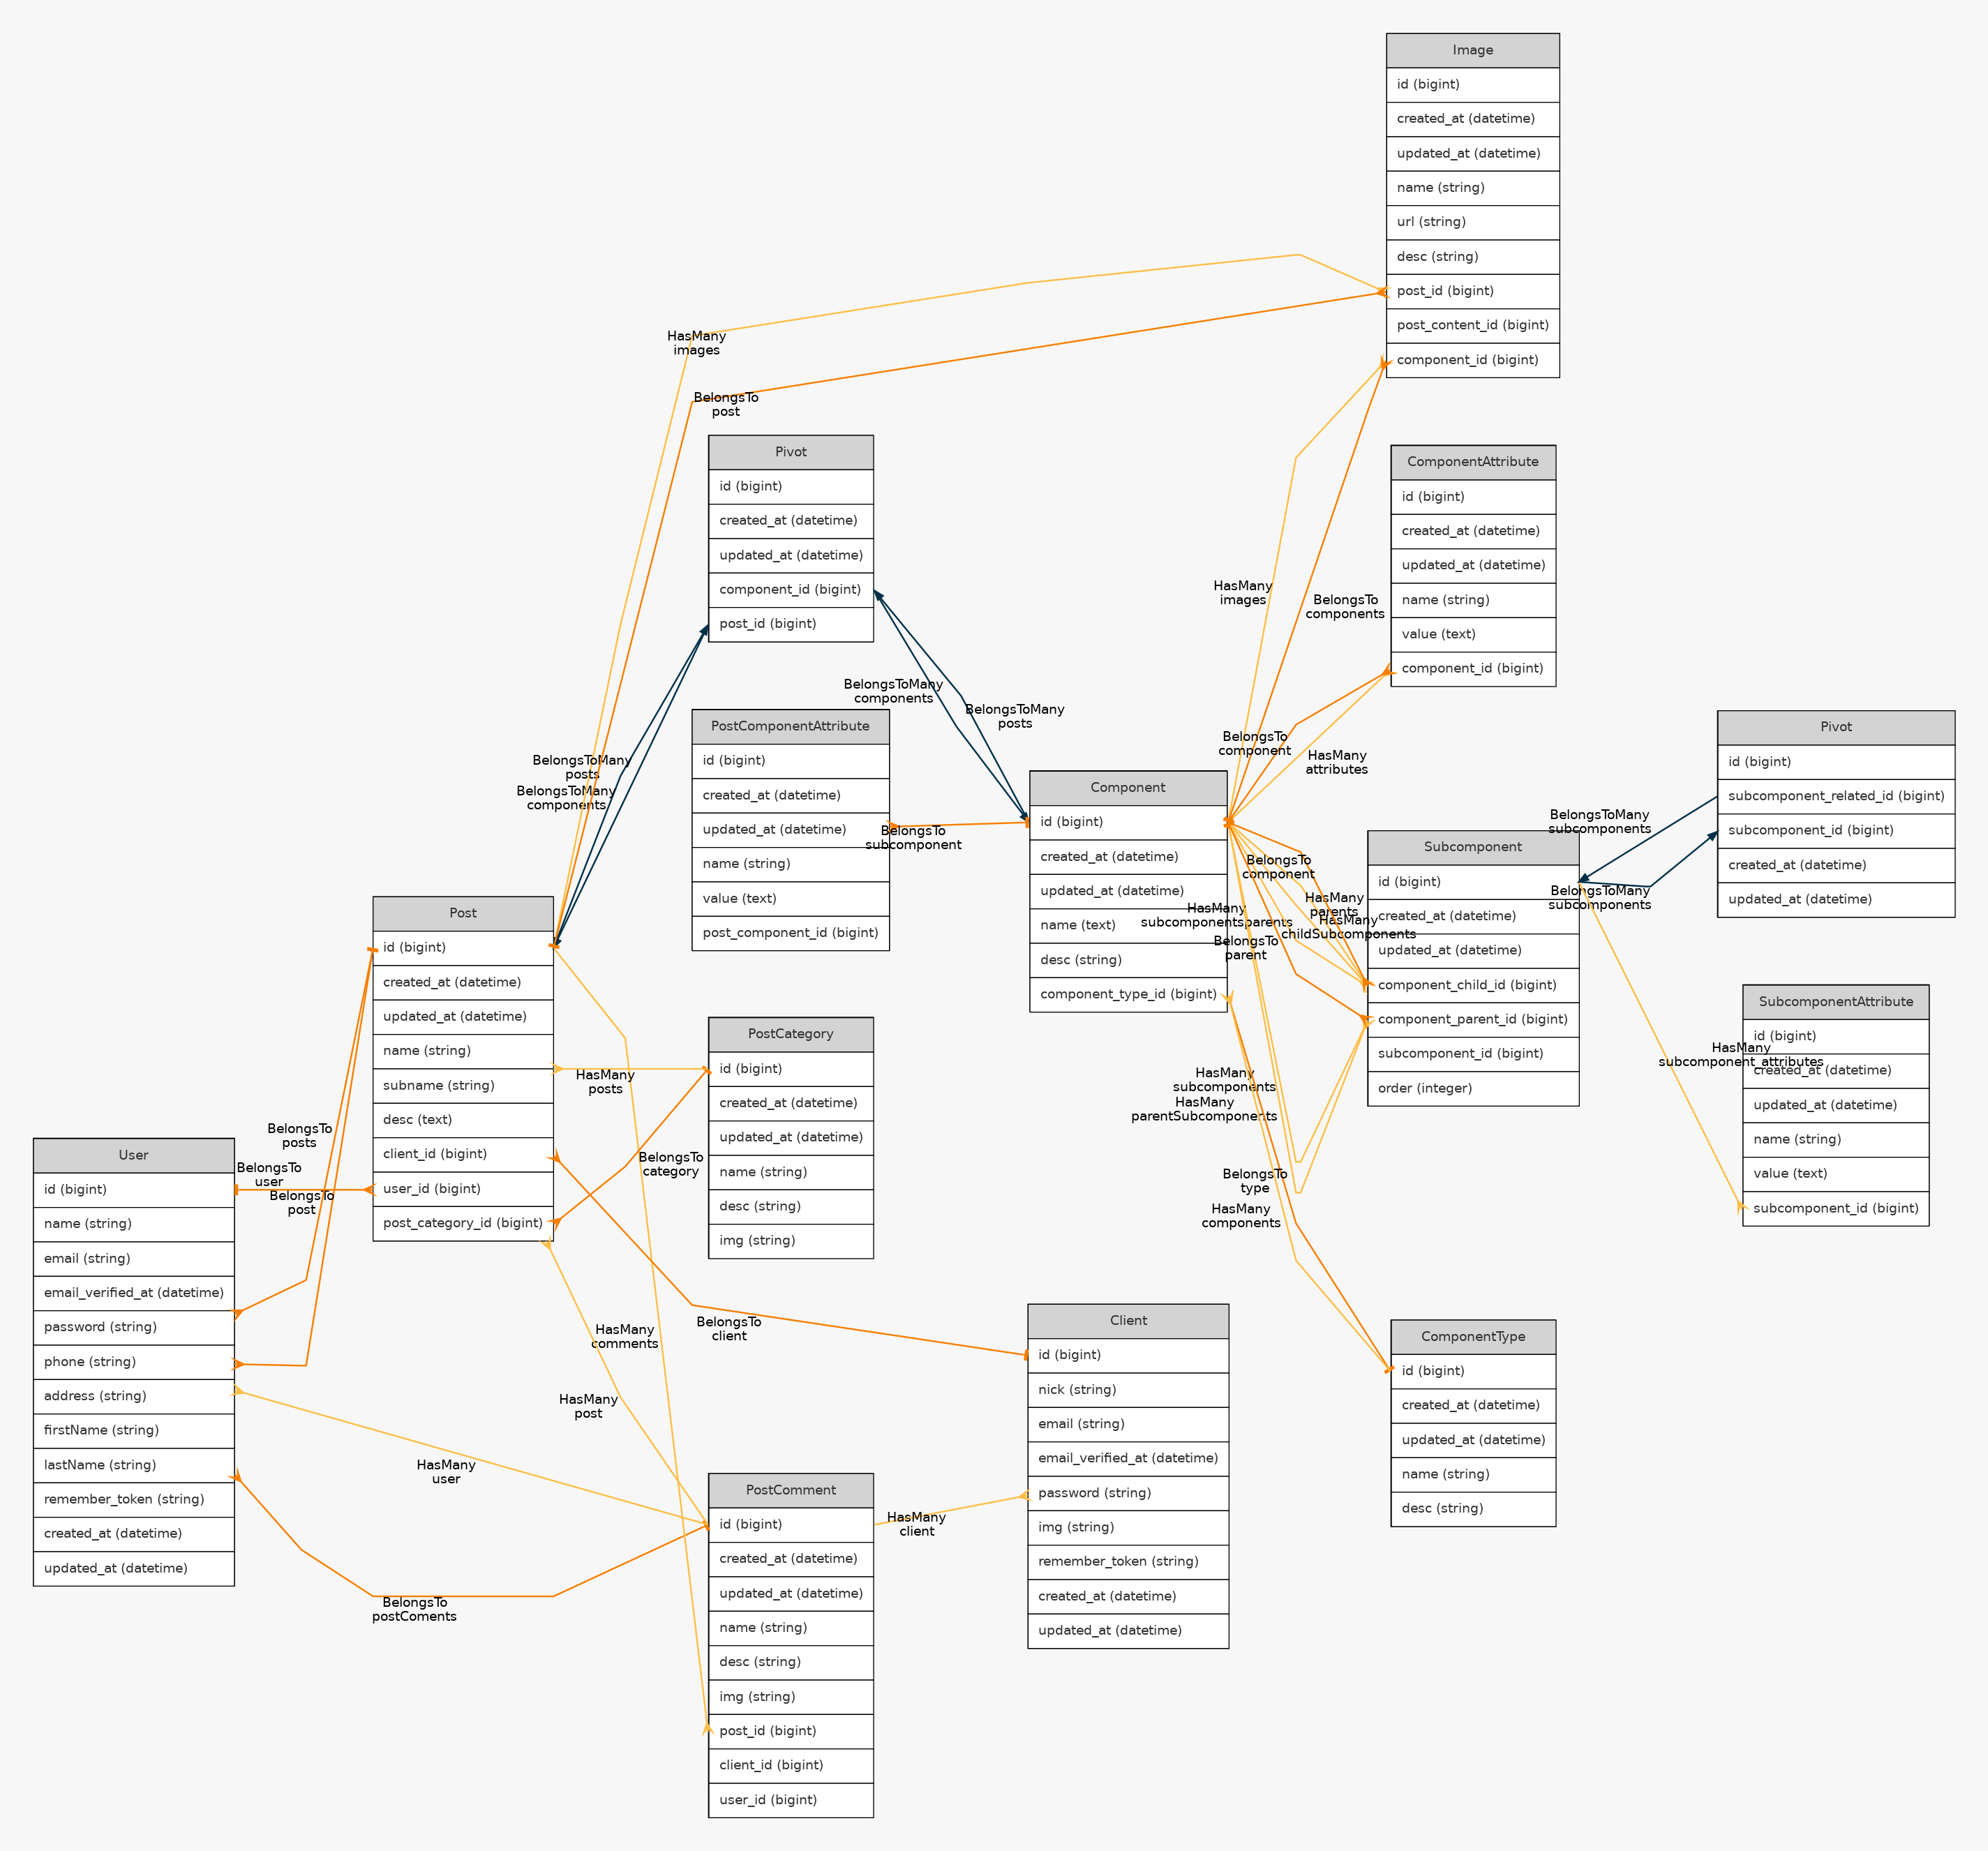 Image
id (bigint)
created_at (datetime)
updated_at (datetime)
name (string)
url (string)
desc (string)
post_id (bigint)
post_content_id (bigint)
component_id (bigint)
HasMany
images
BelongsTo
post
Pivot
id (bigint)
created_at (datetime)
updated_at (datetime)
component_id (bigint)
post_id (bigint)
HasMany
images
BelongsTo
components
ComponentAttribute
id (bigint)
created_at (datetime)
updated_at (datetime)
name (string)
value (text)
component_id (bigint)
BelongsToMany
components
BelongsToMany
posts
BelongsToMany
posts
BelongsToMany
components
BelongsTo
component
HasMany
attributes
PostComponentAttribute
id (bigint)
created_at (datetime)
updated_at (datetime)
name (string)
value (text)
post_component_id (bigint)
BelongsTo
subcomponent
Component
id (bigint)
created_at (datetime)
updated_at (datetime)
name (text)
desc (string)
component_type_id (bigint)
BelongsTo
component
HasMany
parents
HasMany
subcomponentsparents
HasMany
childSubcomponents
BelongsTo
parent
Subcomponent
id (bigint)
created_at (datetime)
updated_at (datetime)
component_child_id (bigint)
component_parent_id (bigint)
subcomponent_id (bigint)
order (integer)
BelongsToMany
subcomponents
BelongsToMany
subcomponents
Pivot
id (bigint)
subcomponent_related_id (bigint)
subcomponent_id (bigint)
created_at (datetime)
updated_at (datetime)
HasMany
subcomponent_attributes
SubcomponentAttribute
id (bigint)
created_at (datetime)
updated_at (datetime)
name (string)
value (text)
subcomponent_id (bigint)
Post
id (bigint)
created_at (datetime)
updated_at (datetime)
name (string)
subname (string)
desc (text)
client_id (bigint)
user_id (bigint)
post_category_id (bigint)
HasMany
posts
BelongsTo
category
PostCategory
id (bigint)
created_at (datetime)
updated_at (datetime)
name (string)
desc (string)
img (string)
HasMany
subcomponents
HasMany
parentSubcomponents
BelongsTo
type
HasMany
components
BelongsTo
posts
BelongsTo
user
BelongsTo
post
User
id (bigint)
name (string)
email (string)
email_verified_at (datetime)
password (string)
phone (string)
address (string)
firstName (string)
lastName (string)
remember_token (string)
created_at (datetime)
updated_at (datetime)
HasMany
comments
BelongsTo
client
HasMany
post
HasMany
user
BelongsTo
postComents
PostComment
id (bigint)
created_at (datetime)
updated_at (datetime)
name (string)
desc (string)
img (string)
post_id (bigint)
client_id (bigint)
user_id (bigint)
HasMany
client
Client
id (bigint)
nick (string)
email (string)
email_verified_at (datetime)
password (string)
img (string)
remember_token (string)
created_at (datetime)
updated_at (datetime)
ComponentType
id (bigint)
created_at (datetime)
updated_at (datetime)
name (string)
desc (string)